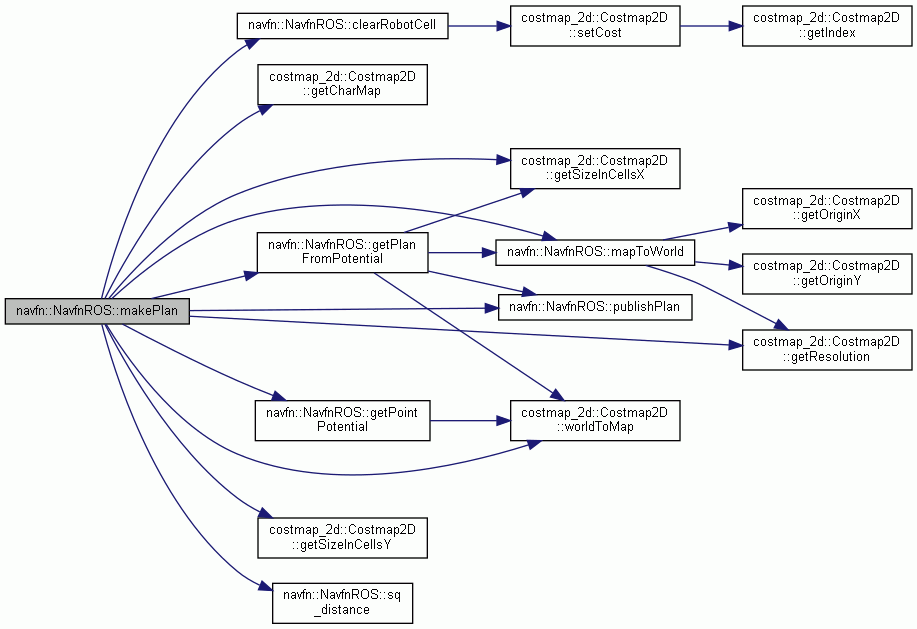 navfn::NavfnROS::clearRobotCell
costmap_2d::Costmap2D
::setCost
costmap_2d::Costmap2D
::getIndex
costmap_2d::Costmap2D
::getCharMap
costmap_2d::Costmap2D
::getSizeInCellsX
costmap_2d::Costmap2D
::getOriginX
navfn::NavfnROS::getPlan
FromPotential
navfn::NavfnROS::mapToWorld
costmap_2d::Costmap2D
::getOriginY
navfn::NavfnROS::makePlan
navfn::NavfnROS::publishPlan
costmap_2d::Costmap2D
::getResolution
navfn::NavfnROS::getPoint
Potential
costmap_2d::Costmap2D
::worldToMap
costmap_2d::Costmap2D
::getSizeInCellsY
navfn::NavfnROS::sq
_distance